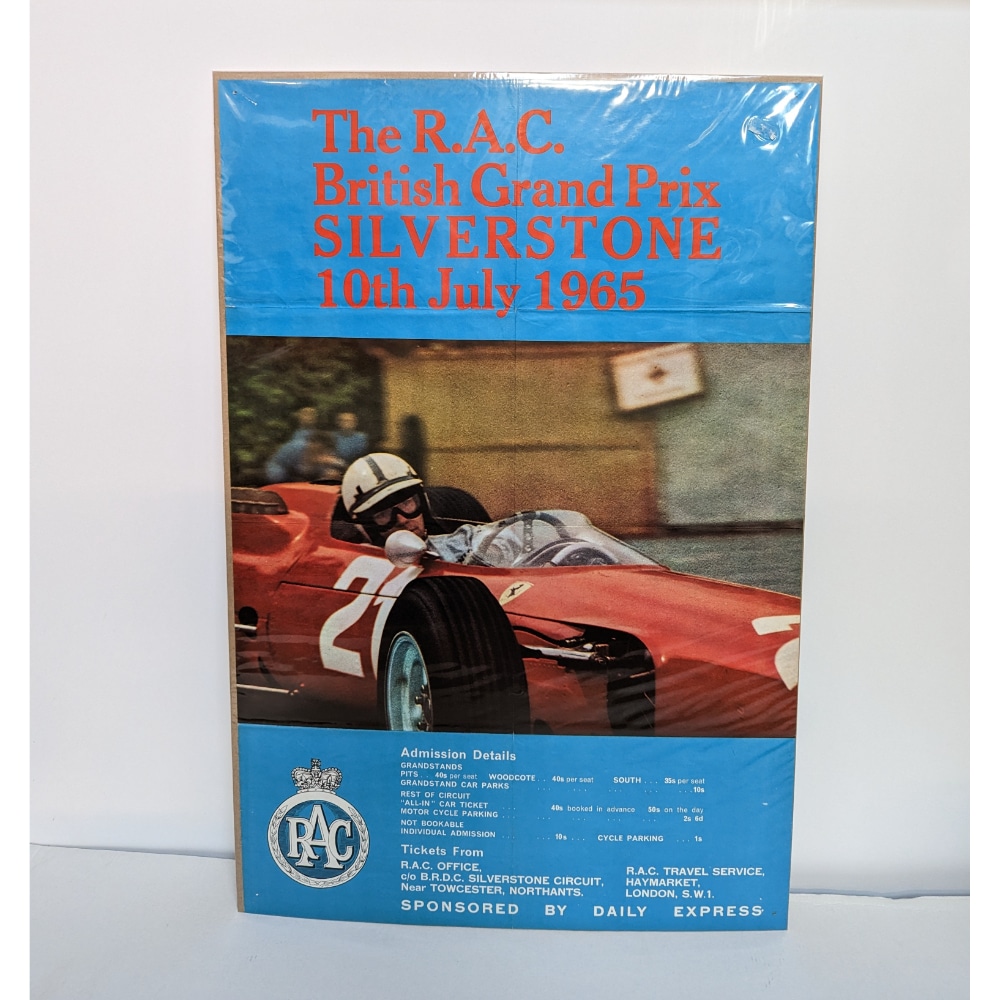 The R.A.C.
British Grand Prix
SILVERSTONE
10th July 1965
21
2
Admission Details
GRANDSTANDS
PITS . . 40s per seat WOODCOTE . . 40s per seat SOUTH . . . 35s per seat
GRANDSTAND CAR PARKS . . . . . . . . . . . . 10s
REST OF CIRCUIT
"ALL-IN" CAR TICKET . . . 40s booked in advance 50s on the day
MOTOR CYCLE PARKING . . . . . . . . . . . . 2s 6d
NOT BOOKABLE
INDIVIDUAL ADMISSION . . . . . . . 10s . . . CYCLE PARKING . . . 1s
RAC
Tickets From
R.A.C. OFFICE,
c/o B.R.D.C. SILVERSTONE CIRCUIT,
Near TOWCESTER, NORTHANTS.
R.A.C. TRAVEL SERVICE,
HAYMARKET,
LONDON, S.W.1.
SPONSORED BY DAILY EXPRESS